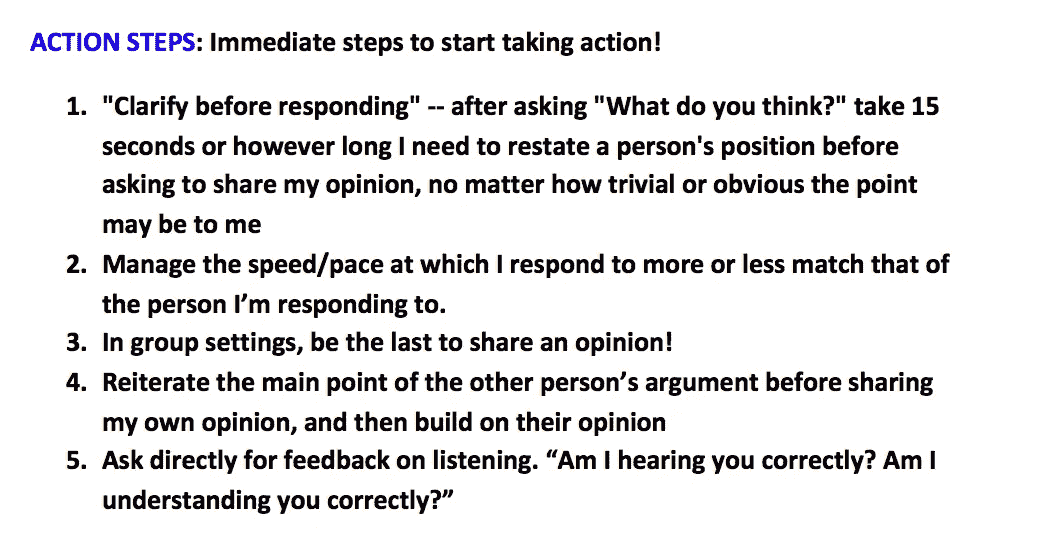 ACTION STEPS: Immediate steps to start taking action!
1. "Clarify before responding" -- after asking "What do you think?" take 15
seconds or however long I need to restate a person's position before
asking to share my opinion, no matter how trivial or obvious the point
may be to me
2. Manage the speed/pace at which I respond to more or less match that of
the person I’m responding to.
3. In group settings, be the last to share an opinion!
4. Reiterate the main point of the other person’s argument before sharing
my own opinion, and then build on their opinion
5. Ask directly for feedback on listening. “Am I hearing you correctly? Am I
understanding you correctly?”